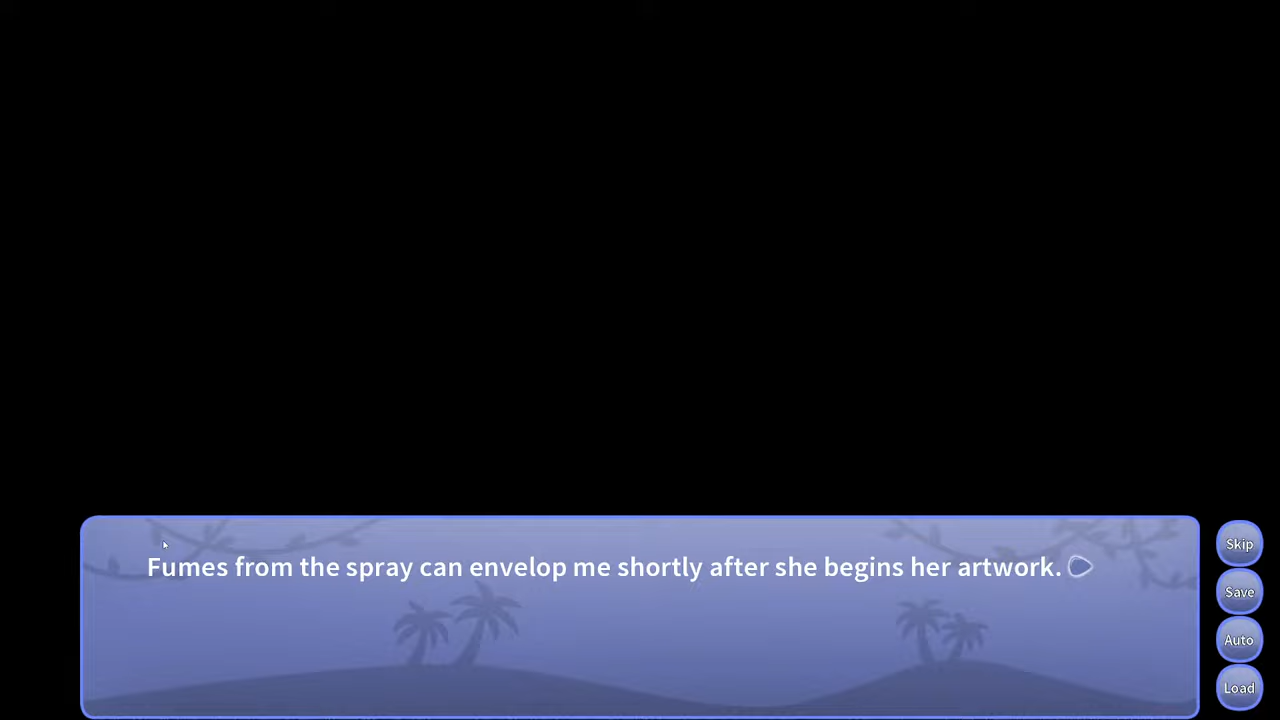 Fumes from the spray can envelop me shortly after she begins her artwork.
Skip
Save
Auto
Load